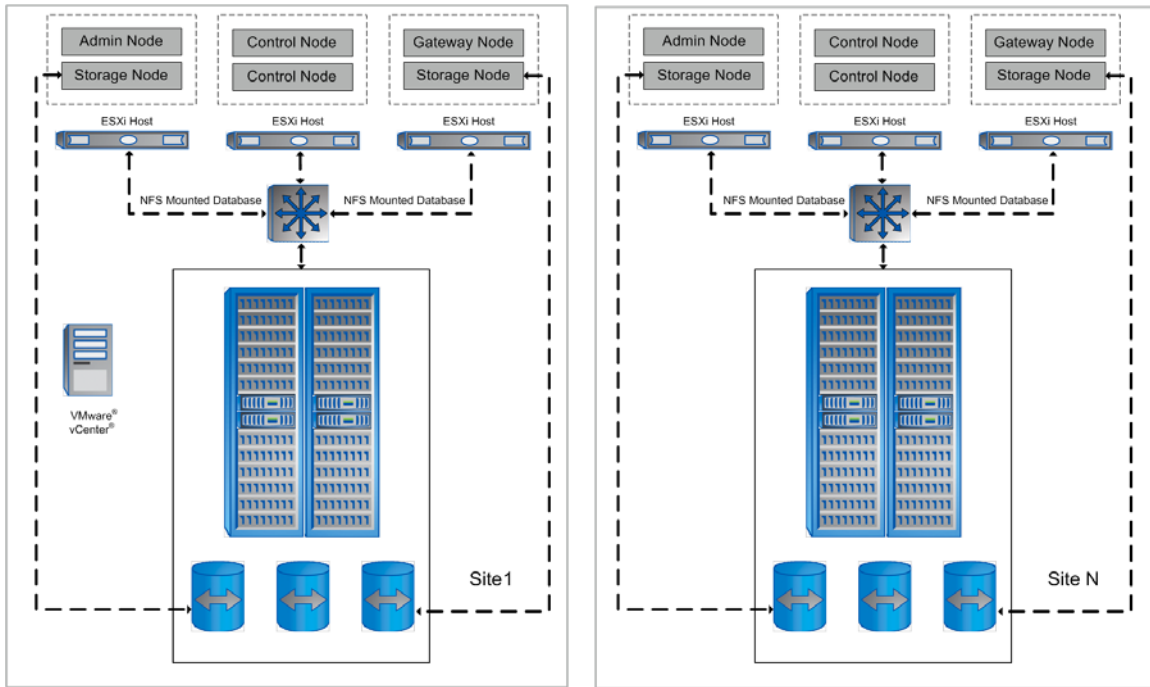 Admin Node
Storage Node
Control Node
Control Node
Gateway Node
Storage Node
ESXi Host
ESXi Host
ESXi Host
NFS Mounted Database
NFS Mounted Database
VMware®
vCenter®
Site1
Admin Node
Storage Node
Control Node
Control Node
Gateway Node
Storage Node
ESXi Host
ESXi Host
ESXi Host
NFS Mounted Database
NFS Mounted Database
Site N